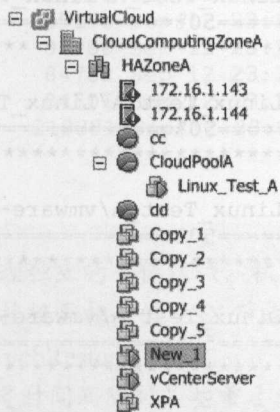 VirtualCloud
CloudComputingZoneA
HAZoneA
172.16.1.143
172.16.1.144
cc
CloudPoolA
Linux_Test_A
dd
Copy_1
Copy_2
Copy_3
Copy_4
Copy_5
New_1
vCenterServer
XPA